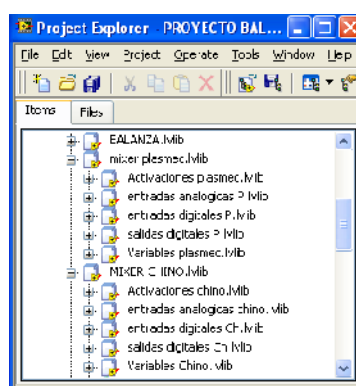 Project Explorer - PROYECTO BAL...
File Edit View Project Operate Tools Window Help
Items Files
BALANZA.lvlib
mixer plasmec.lvlib
Activaciones plasmec.lvlib
entradas analogicas P.lvlib
entradas digitales P.lvlib
salidas digitales P.lvlib
Variables plasmec.lvlib
MIXER CHINO.lvlib
Activaciones chino.lvlib
entradas analogicas chino.lvlib
entradas digitales Ch.lvlib
salidas digitales Ch.lvlib
Variables Chino.lvlib